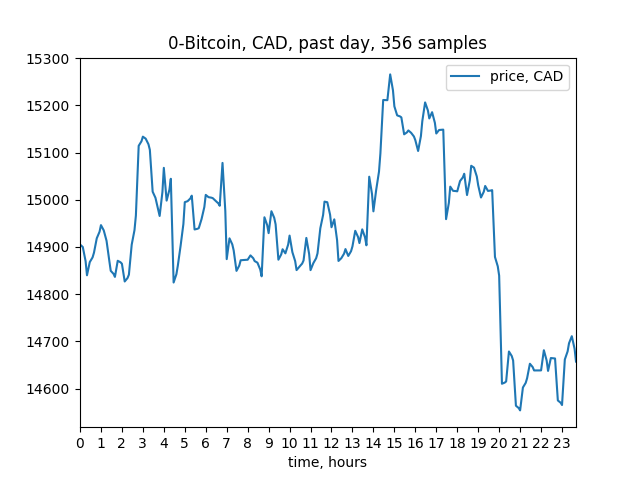 0-Bitcoin, CAD, past day, 356 samples
price, CAD
15300
15200
15100
15000
14900
14800
14700
14600
0 1 2 3 4 5 6 7 8 9 10 11 12 13 14 15 16 17 18 19 20 21 22 23
time, hours